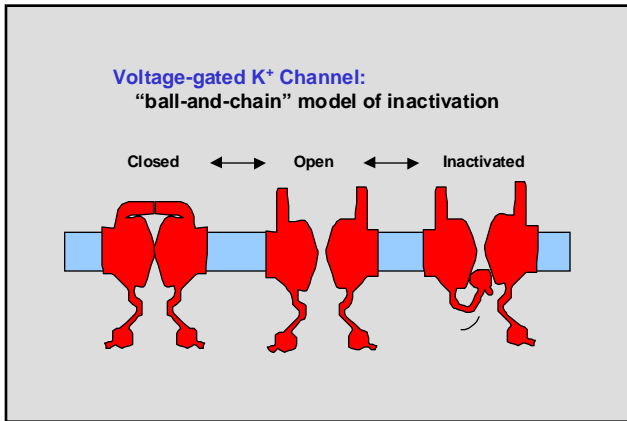 Voltage-gated K⁺ Channel:
“ball-and-chain” model of inactivation
Closed Open Inactivated